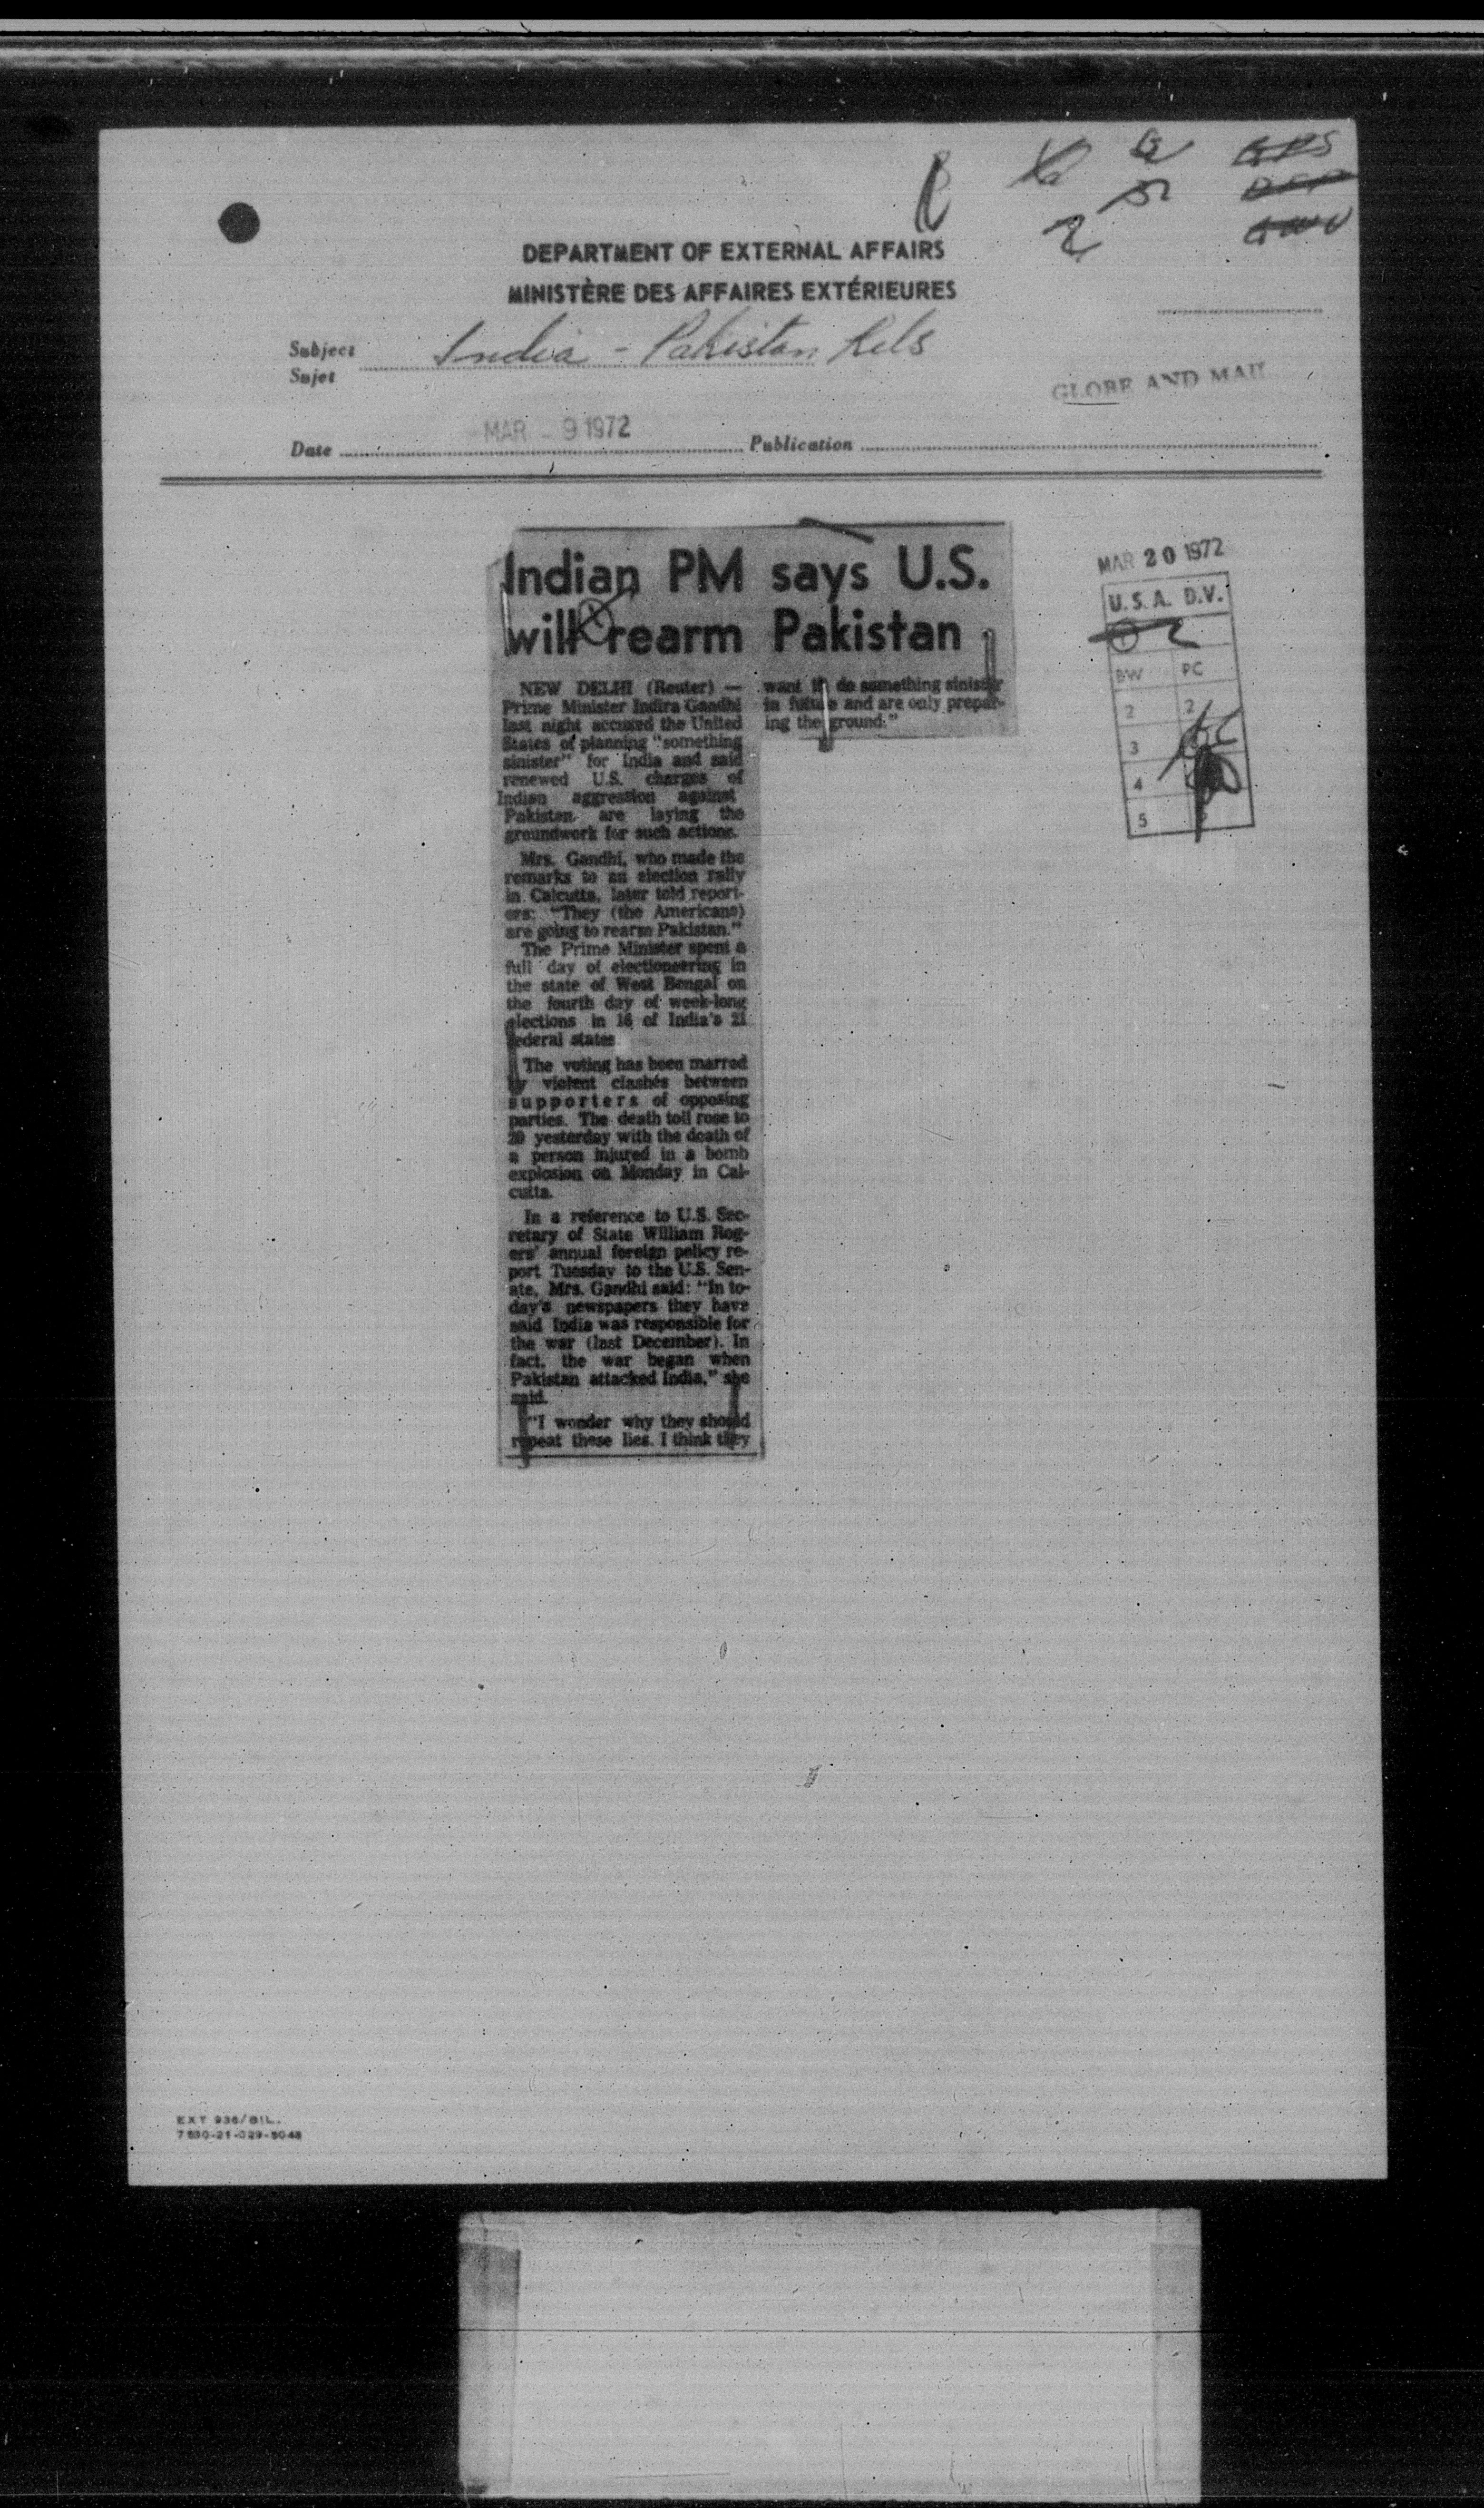 DEPARTMENT OF EXTERNAL AFFAIRS
MINISTÈRE DES AFFAIRES EXTÉRIEURES
Subject
Sujet
India - Pakistan Rels
GLOBE AND MAIL
MAR - 9 1972
Date
Publication
Indian PM says U.S.
will rearm Pakistan
NEW DELHI (Reuter) —
Prime Minister Indira Gandhi
last night accused the United
States of planning "something
sinister" for India and said
renewed U.S. charges of
Indian aggression against
Pakistan are laying the
groundwork for such actions.
Mrs. Gandhi, who made the
remarks to an election rally
in Calcutta, later told report-
ers: "They (the Americans)
are going to rearm Pakistan."
The Prime Minister spent a
full day of electioneering in
the state of West Bengal on
the fourth day of week-long
elections in 16 of India's 21
federal states
The voting has been marred
by violent clashes between
supporters of opposing
parties. The death toll rose to
20 yesterday with the death of
a person injured in a bomb
explosion on Monday in Cal-
cutta.
In a reference to U.S. Sec-
retary of State William Rog-
ers' annual foreign policy re-
port Tuesday to the U.S. Sen-
ate, Mrs. Gandhi said: "In to-
day's newspapers they have
said India was responsible for
the war (last December). In
fact, the war began when
Pakistan attacked India," she
said.
"I wonder why they should
repeat these lies. I think they
want to do something sinister
in future and are only prepar-
ing the ground."
MAR 20 1972
U.S.A. D.V.
BW PC
2 2
3
4
5
EXT 936/BIL.
7530-21-029-5048